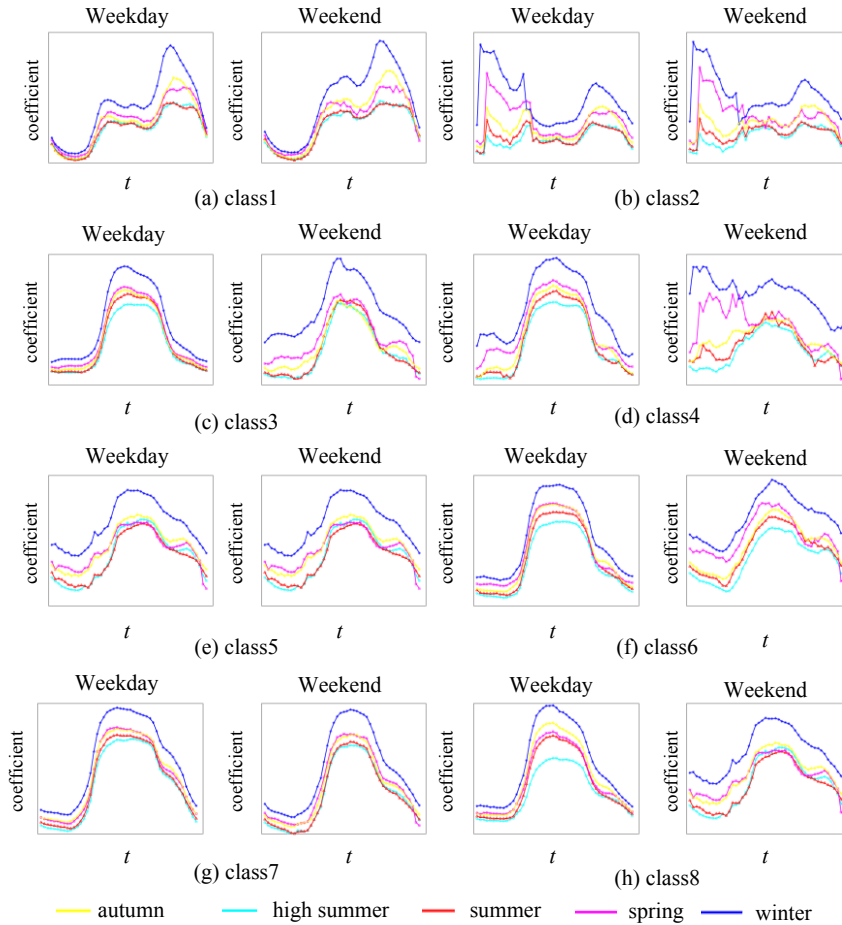 Weekday Weekend Weekday Weekend
coefficient coefficient coefficient coefficient
t t t t
(a) class1 (b) class2
Weekday Weekend Weekday Weekend
coefficient coefficient coefficient coefficient
t t t t
(c) class3 (d) class4
Weekday Weekend Weekday Weekend
coefficient coefficient coefficient coefficient
t t t t
(e) class5 (f) class6
Weekday Weekend Weekday Weekend
coefficient coefficient coefficient coefficient
t t t t
(g) class7 (h) class8
autumn high summer summer spring winter